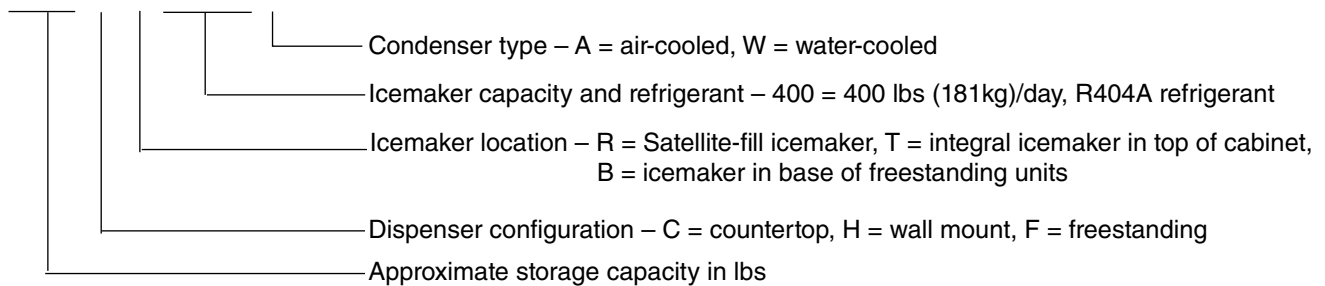 Condenser type – A = air-cooled, W = water-cooled
Icemaker capacity and refrigerant – 400 = 400 lbs (181kg)/day, R404A refrigerant
Icemaker location – R = Satellite-fill icemaker, T = integral icemaker in top of cabinet,
B = icemaker in base of freestanding units
Dispenser configuration – C = countertop, H = wall mount, F = freestanding
Approximate storage capacity in lbs